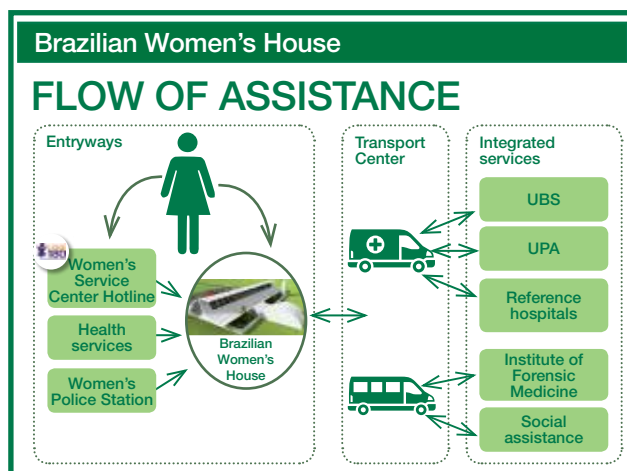 Brazilian Women's House
FLOW OF ASSISTANCE
Entryways
Women's
Service
Center Hotline
Health
services
Women's
Police Station
Brazilian
Women's
House
Transport
Center
Integrated
services
UBS
UPA
Reference
hospitals
Institute of
Forensic
Medicine
Social
assistance
180